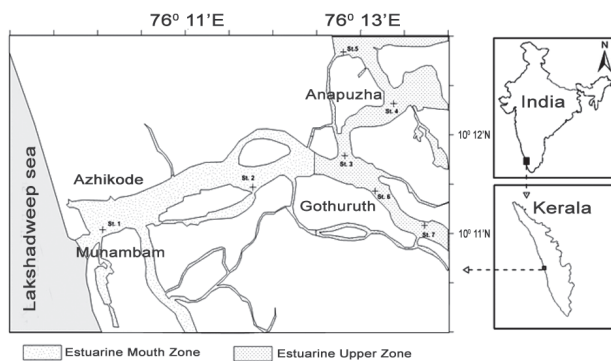 76⁰ 11'E
76⁰ 13'E
St.5
Anapuzha
St. 4
10⁰ 12'N
Azhikode
St. 3
St. 2
St. 6
Gothuruth
St. 1
St. 7
10⁰ 11'N
Munambam
Lakshadweep sea
N
India
Kerala
Estuarine Mouth Zone
Estuarine Upper Zone